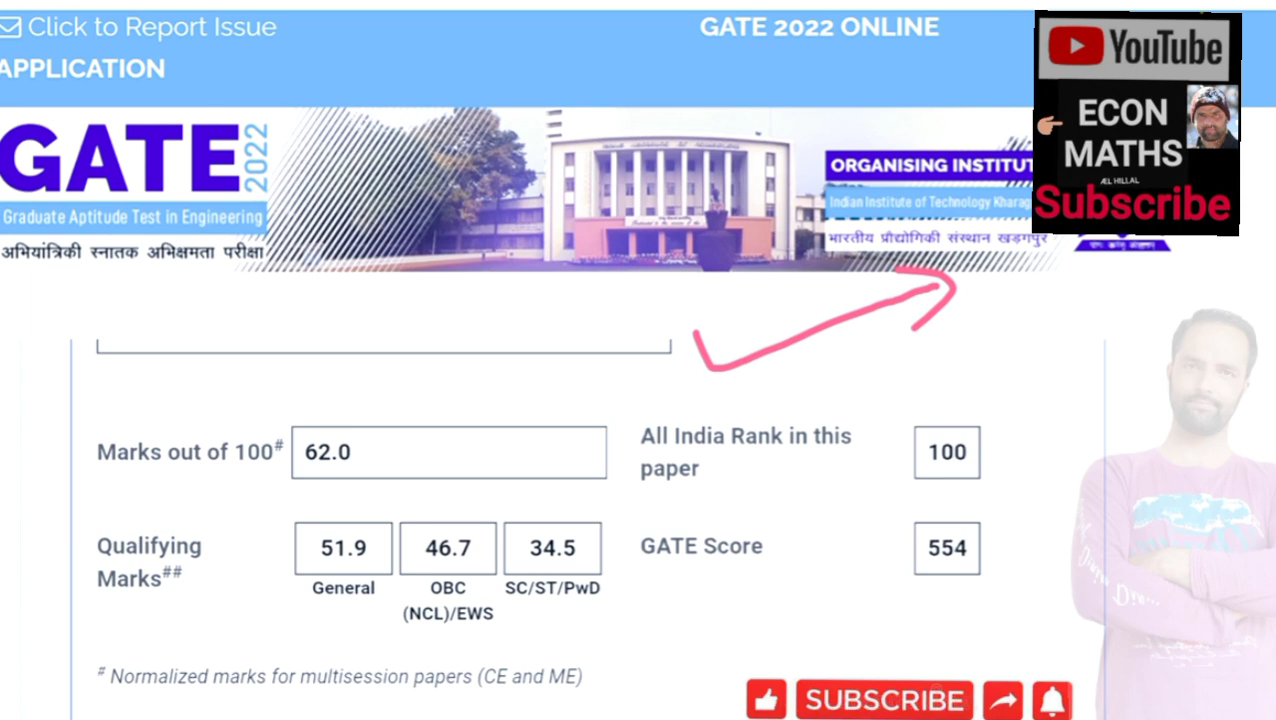 Click to Report Issue
GATE 2022 ONLINE
APPLICATION
YouTube
ECON
MATHS
ÆL HILLAL
Subscribe
GATE 2022
Graduate Aptitude Test in Engineering
अभियांत्रिकी स्नातक अभिक्षमता परीक्षा
ORGANISING INSTITUT
Indian Institute of Technology Kharag
भारतीय प्रौद्योगिकी संस्थान खड़गपुर
Marks out of 100#
62.0
All India Rank in this
paper
100
Qualifying
Marks##
51.9
46.7
34.5
General
OBC
(NCL)/EWS
SC/ST/PwD
GATE Score
554
# Normalized marks for multisession papers (CE and ME)
SUBSCRIBE